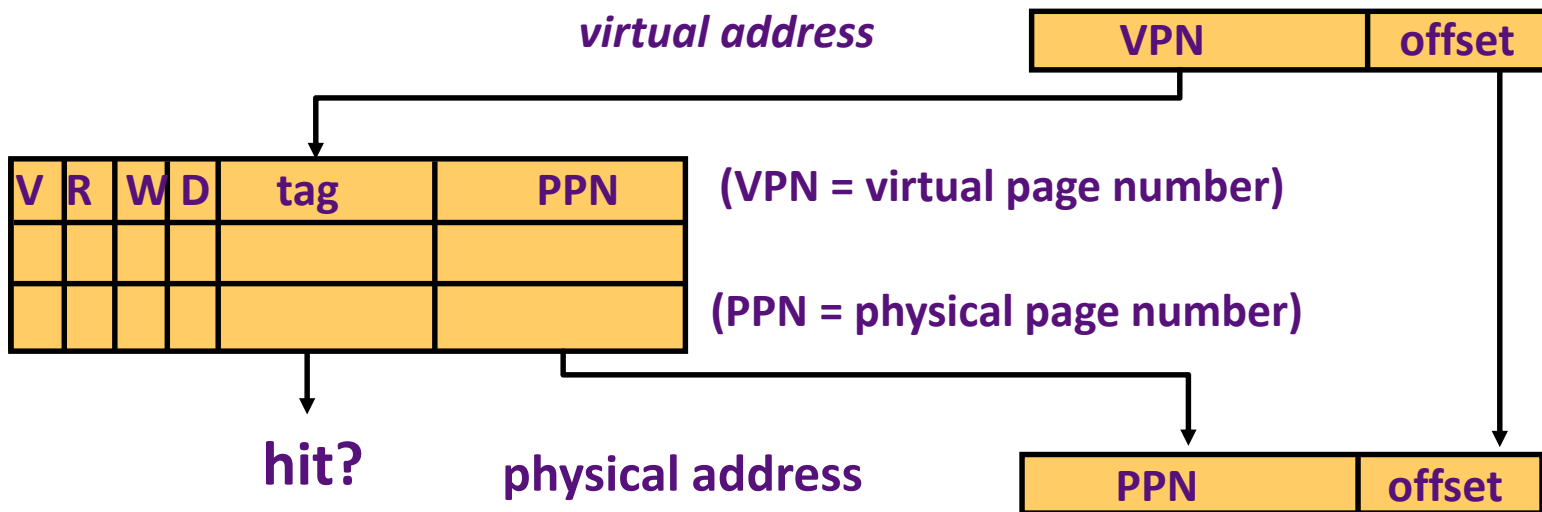 virtual address
VPN offset
V R W D tag PPN
(VPN = virtual page number)
(PPN = physical page number)
hit?
physical address
PPN offset